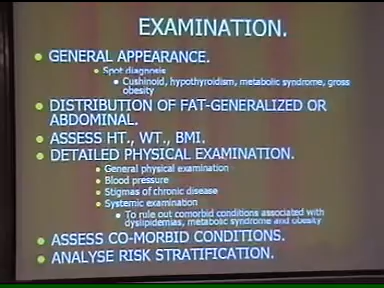 EXAMINATION.
GENERAL APPEARANCE.
Spot diagnosis
Cushinoid, hypothyroidism, metabolic syndrome, gross
obesity
DISTRIBUTION OF FAT-GENERALIZED OR
ABDOMINAL.
ASSESS HT., WT., BMI.
DETAILED PHYSICAL EXAMINATION.
General physical examination
Blood pressure
Stigmas of chronic disease
Systemic examination
To rule out comorbid conditions associated with
dyslipidemias, metabolic syndrome and obesity
ASSESS CO-MORBID CONDITIONS.
ANALYSE RISK STRATIFICATION.